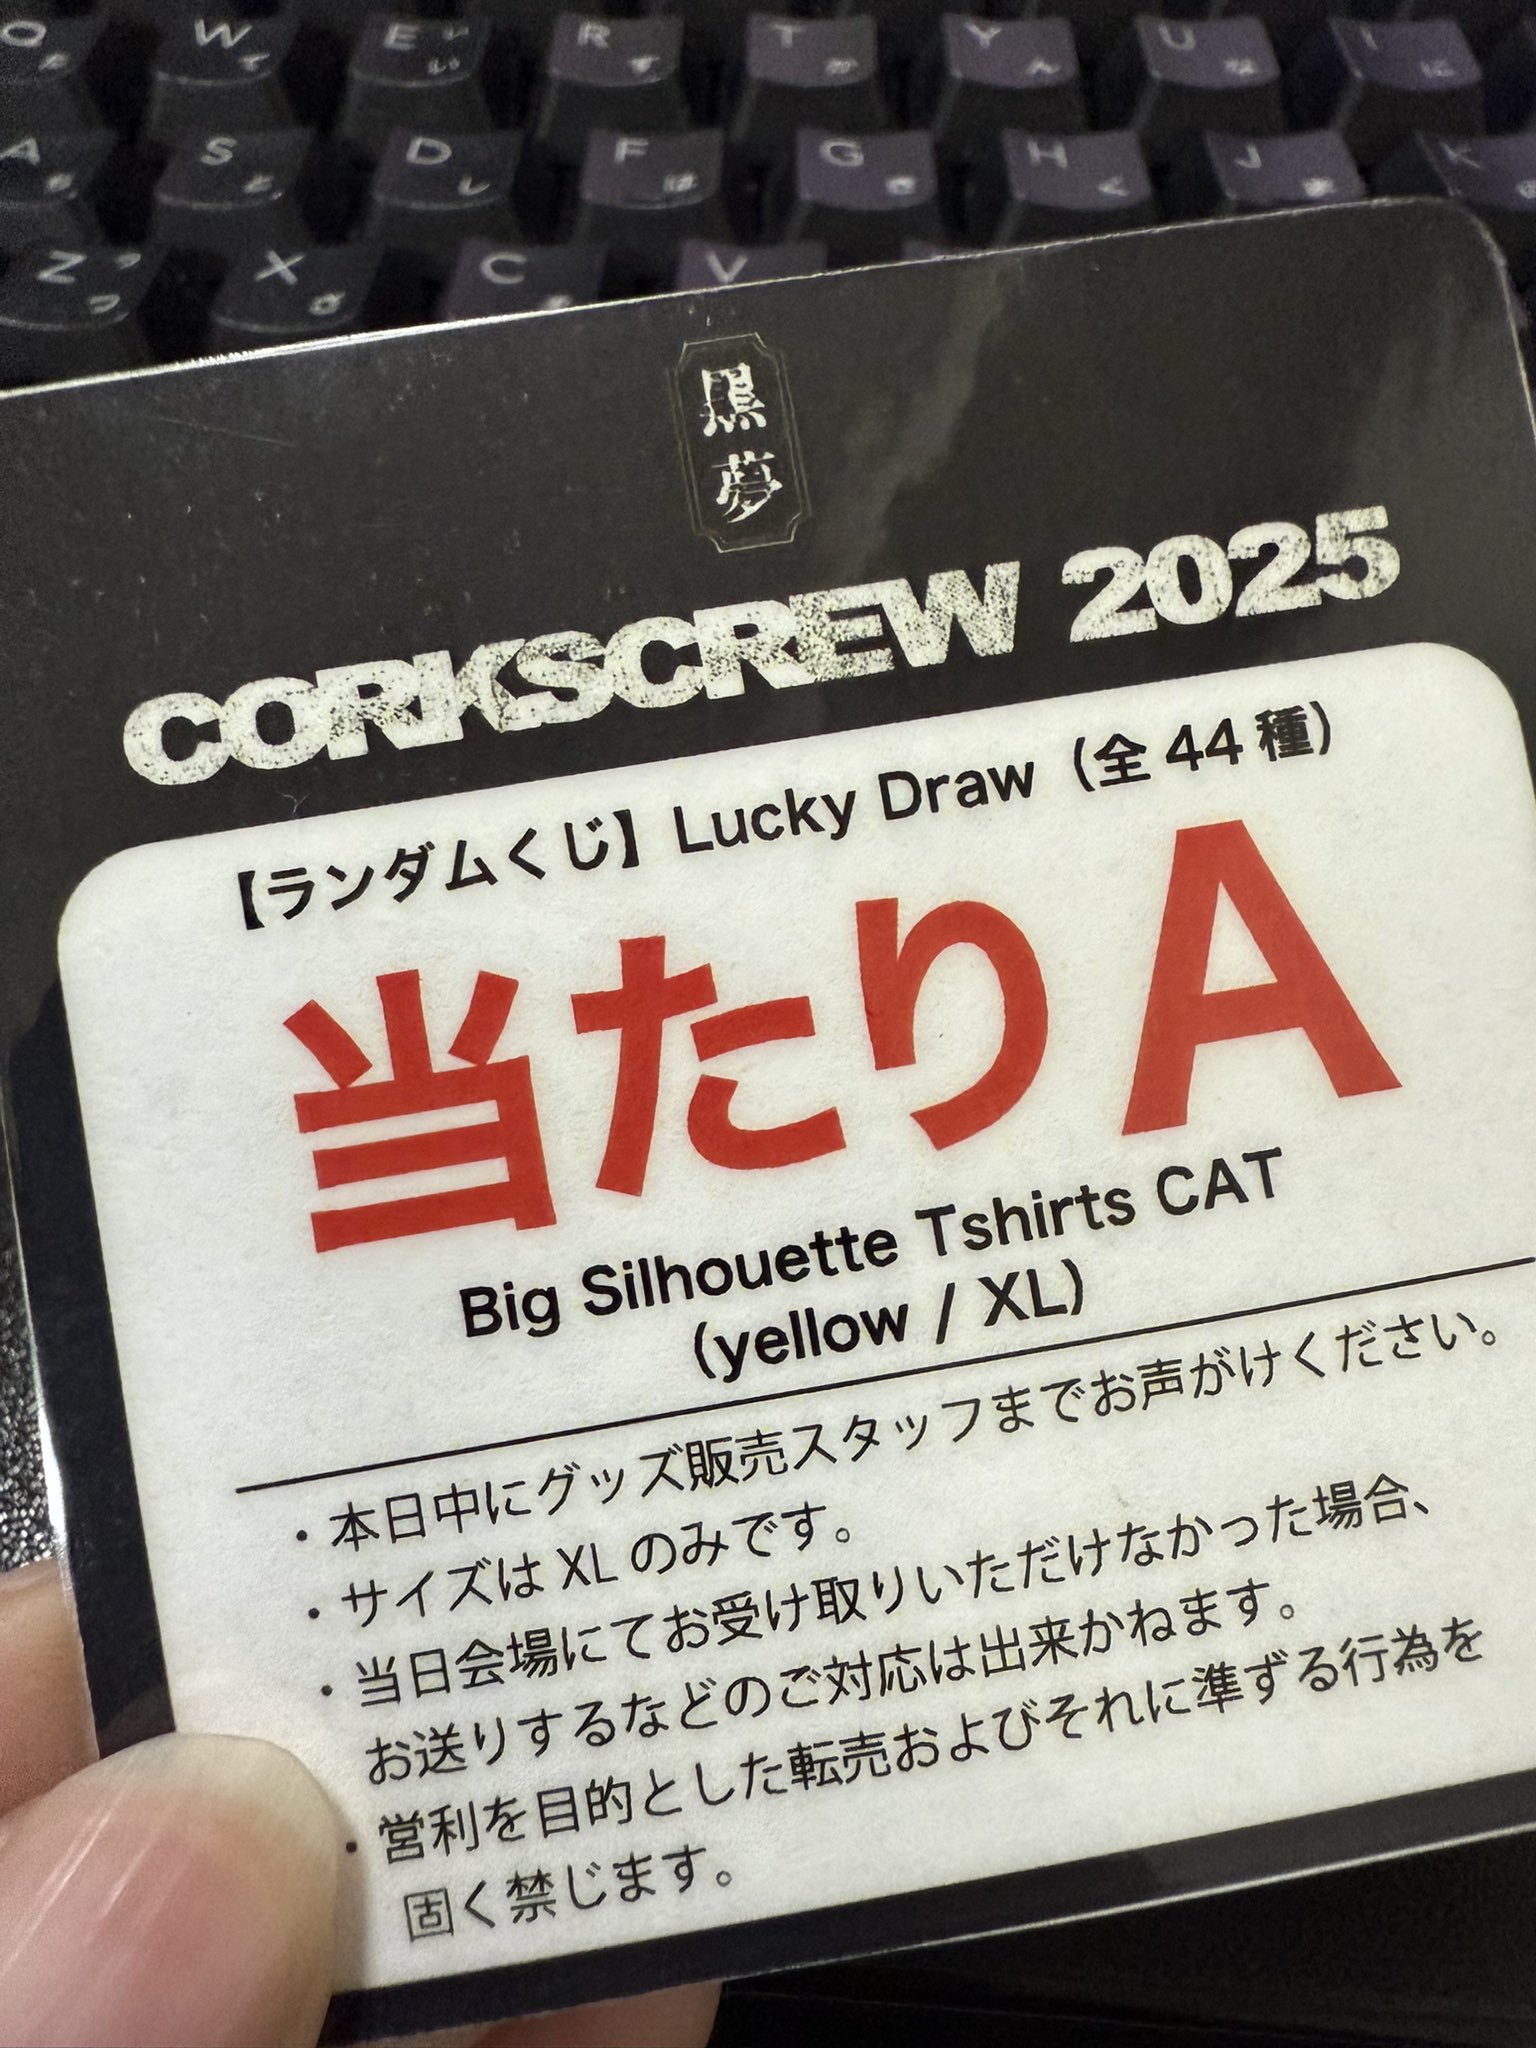 Q W E R T Y U I
A S D F G H J K
Z X C V
黒夢
CORKSCREW 2025
【ランダムくじ】Lucky Draw（全44種）
当たりA
Big Silhouette Tshirts CAT
(yellow / XL)
・本日中にグッズ販売スタッフまでお声がけください。
・サイズは XL のみです。
・当日会場にてお受け取りいただけなかった場合、
お送りするなどのご対応は出来かねます。
・営利を目的とした転売およびそれに準ずる行為を
固く禁じます。